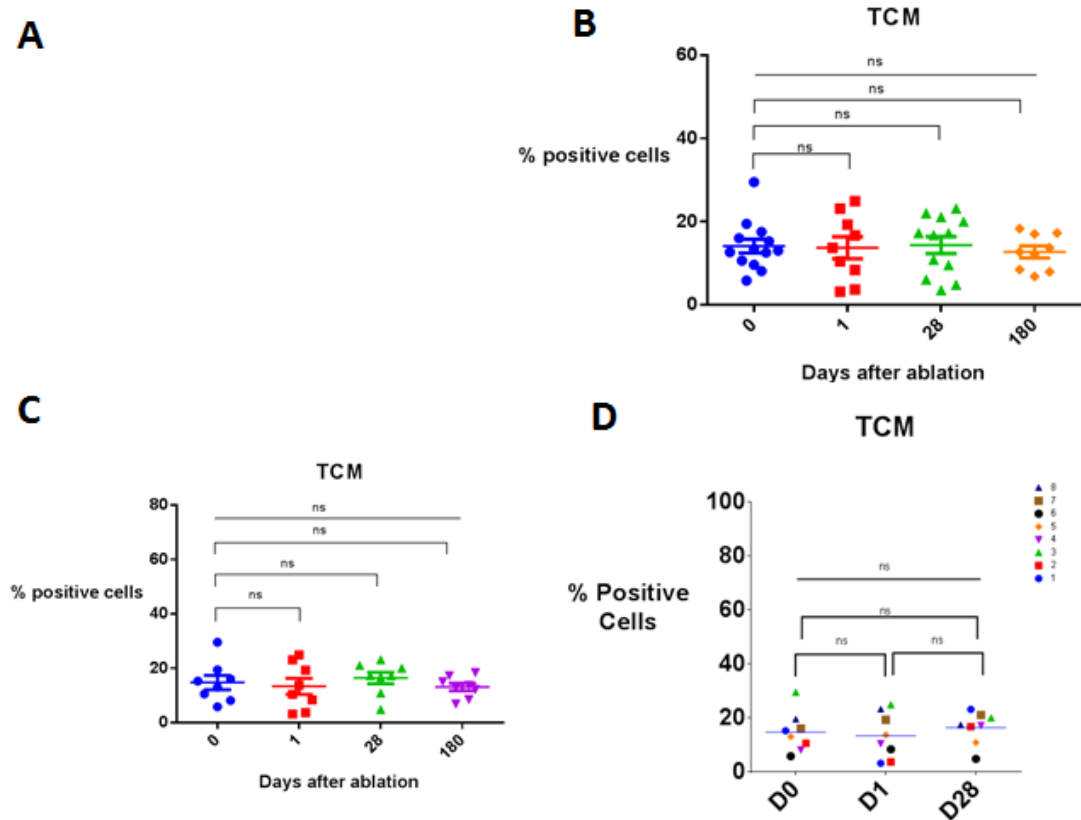 A
B
TCM
60
ns
ns
40
ns
% positive cells
ns
20
0
0
1
28
180
Days after ablation
C
TCM
80
ns
60
ns
ns
% positive cells
40
ns
20
0
0
1
28
180
Days after ablation
D
TCM
8
7
6
5
4
3
2
1
100
80
ns
% Positive
Cells
60
ns
ns
ns
40
20
0
D0
D1
D28